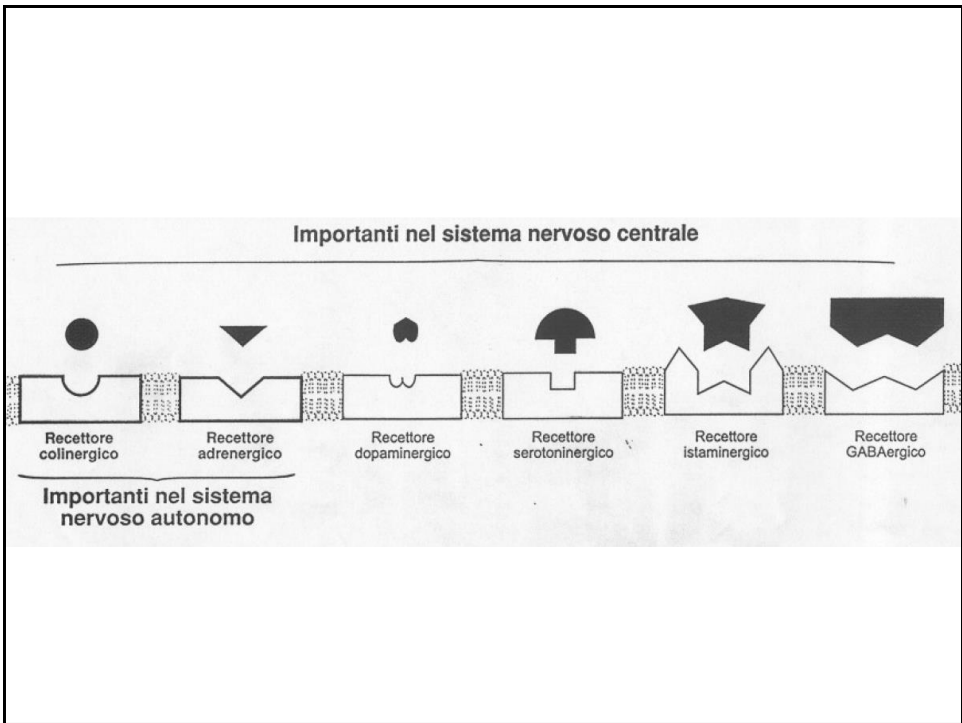 Importanti nel sistema nervoso centrale
Recettore
colinergico
Recettore
adrenergico
Recettore
dopaminergico
Recettore
serotoninergico
Recettore
istaminergico
Recettore
GABAergico
Importanti nel sistema
nervoso autonomo